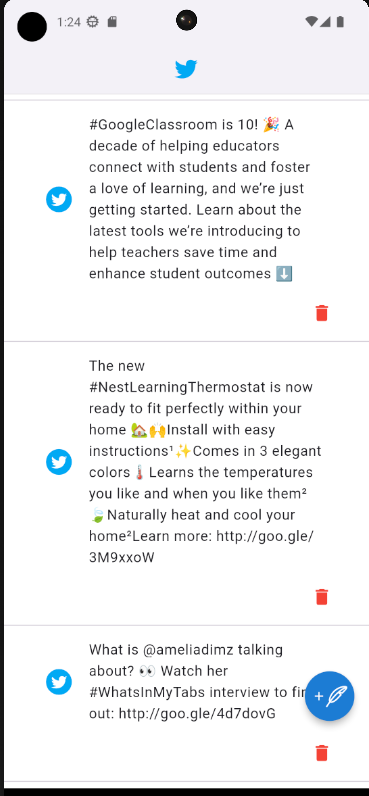 1:24
#GoogleClassroom is 10! 🎉 A
decade of helping educators
connect with students and foster
a love of learning, and we're just
getting started. Learn about the
latest tools we're introducing to
help teachers save time and
enhance student outcomes ⬇️
The new
#NestLearningThermostat is now
ready to fit perfectly within your
home 🏡🙌Install with easy
instructions¹✨Comes in 3 elegant
colors🌡️Learns the temperatures
you like and when you like them²
🍃Naturally heat and cool your
home²Learn more: http://goo.gle/
3M9xxoW
What is @ameliadimz talking
about? 👀 Watch her
#WhatsInMyTabs interview to
out: http://goo.gle/4d7dovG